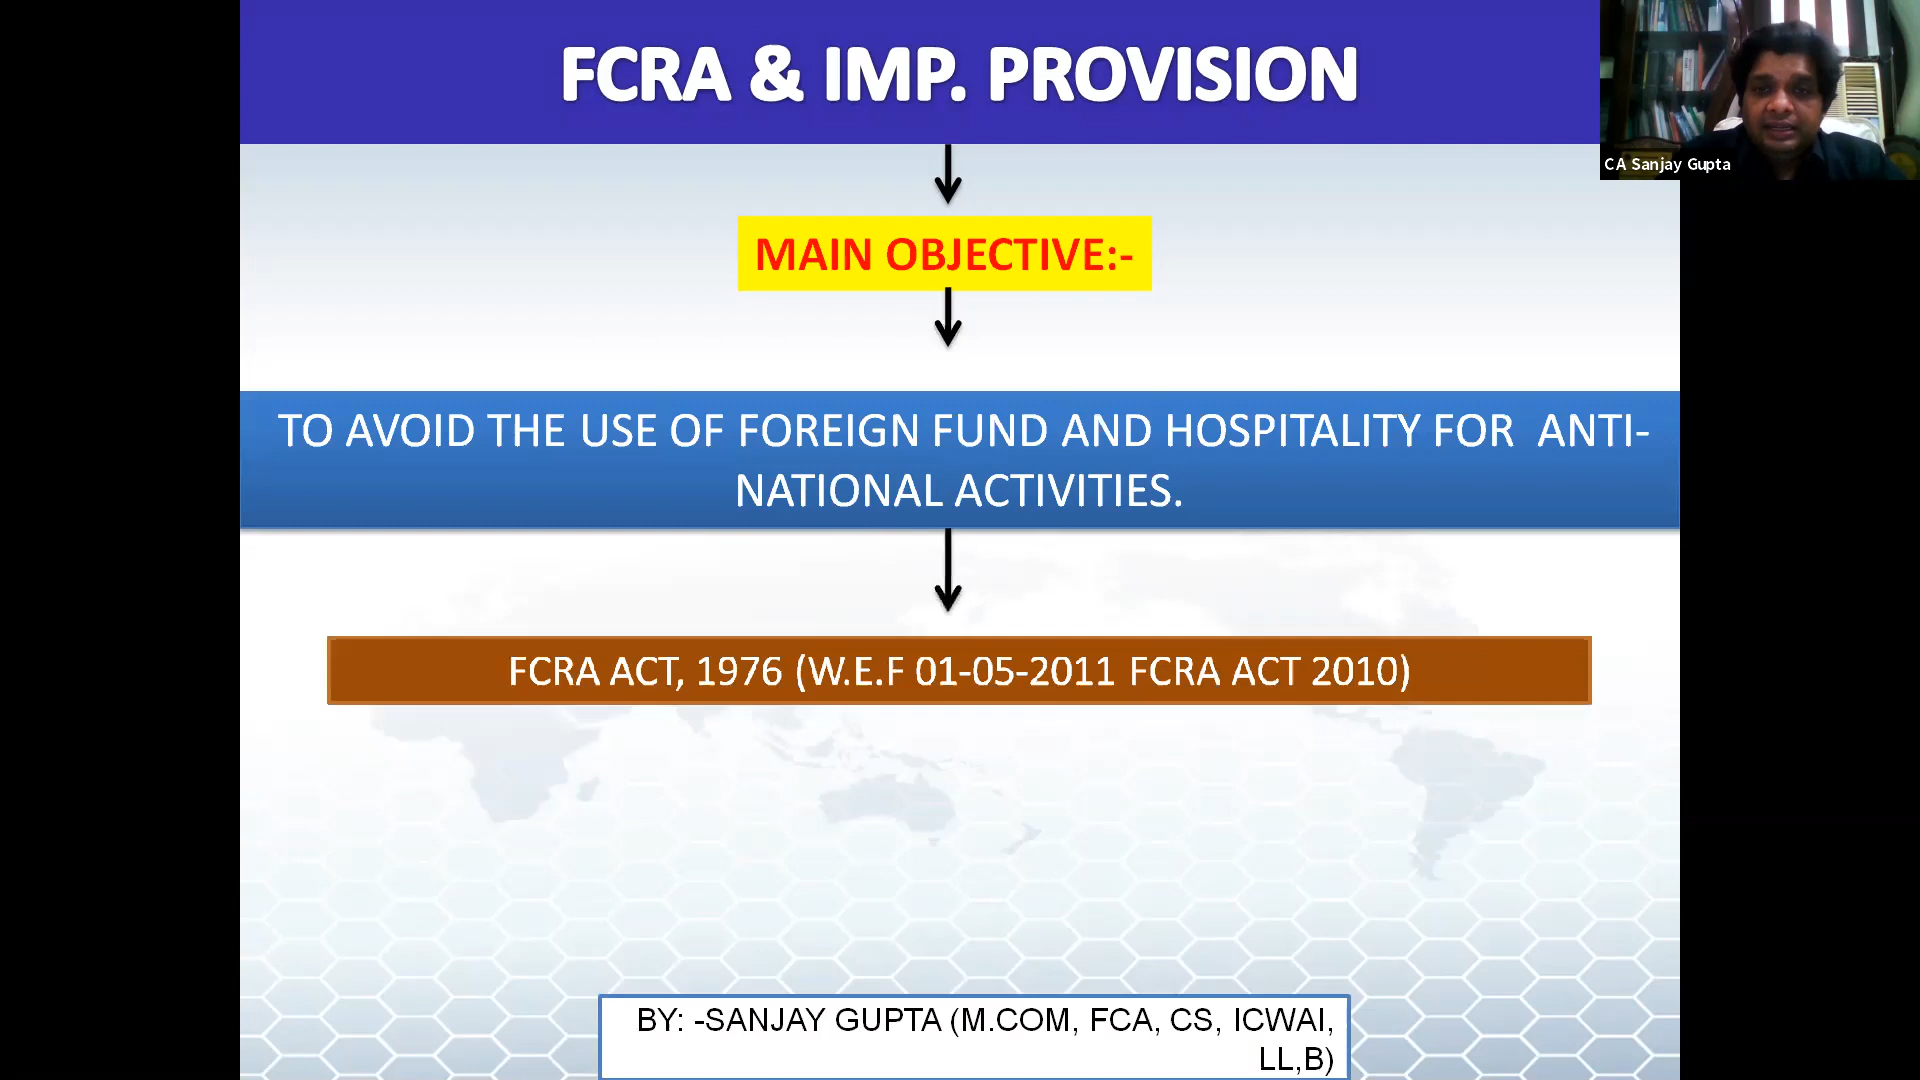 FCRA & IMP. PROVISION
CA Sanjay Gupta
MAIN OBJECTIVE:-
TO AVOID THE USE OF FOREIGN FUND AND HOSPITALITY FOR  ANTI-
NATIONAL ACTIVITIES.
FCRA ACT, 1976 (W.E.F 01-05-2011 FCRA ACT 2010)
BY: -SANJAY GUPTA (M.COM, FCA, CS, ICWAI,
LL,B)